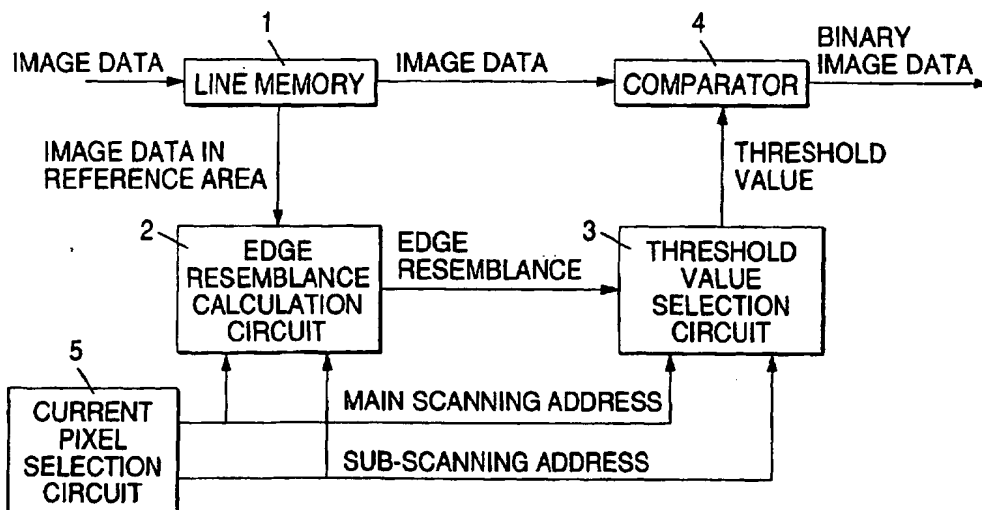 1
4
BINARY
IMAGE DATA
IMAGE DATA
LINE MEMORY
IMAGE DATA
COMPARATOR
IMAGE DATA IN
REFERENCE AREA
THRESHOLD
VALUE
2
EDGE
RESEMBLANCE
CALCULATION
CIRCUIT
EDGE
RESEMBLANCE
3
THRESHOLD
VALUE
SELECTION
CIRCUIT
5
CURRENT
PIXEL
SELECTION
CIRCUIT
MAIN SCANNING ADDRESS
SUB-SCANNING ADDRESS